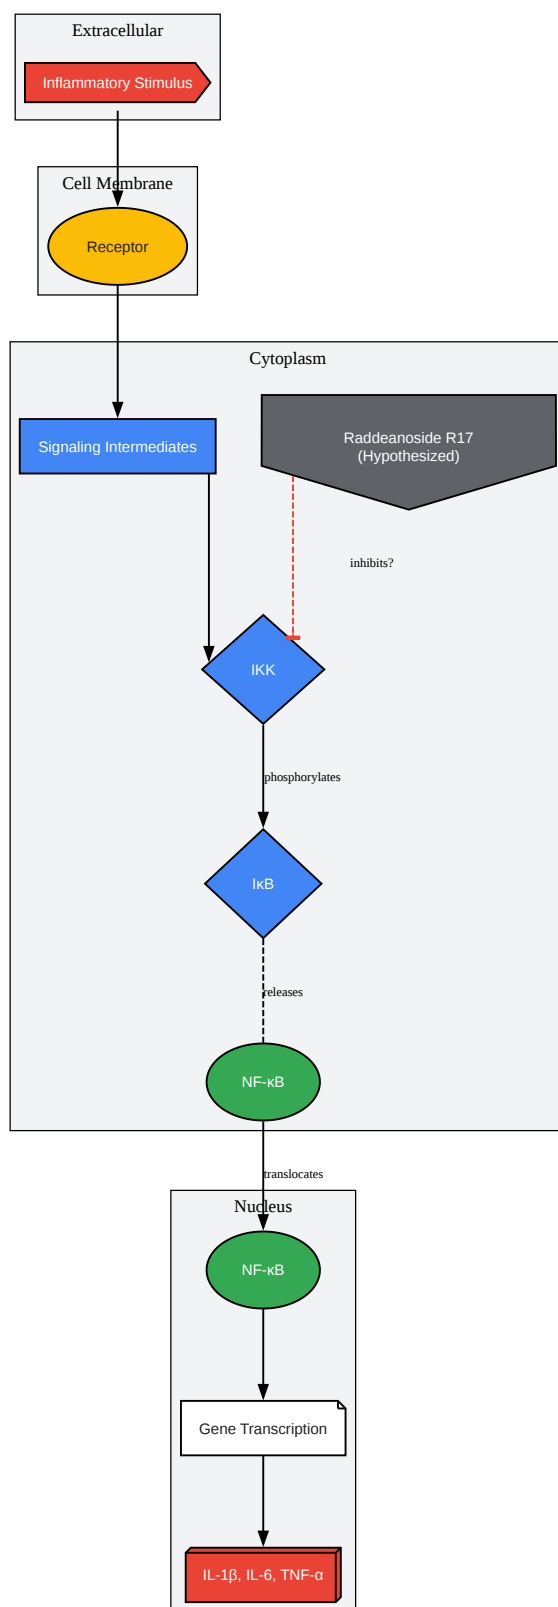 Extracellular
Inflammatory Stimulus
Cell Membrane
Receptor
Cytoplasm
Signaling Intermediates
Raddeanoside R17
(Hypothesized)
inhibits?
IKK
phosphorylates
IκB
releases
NF-κB
translocates
Nucleus
NF-κB
Gene Transcription
IL-1β, IL-6, TNF-α